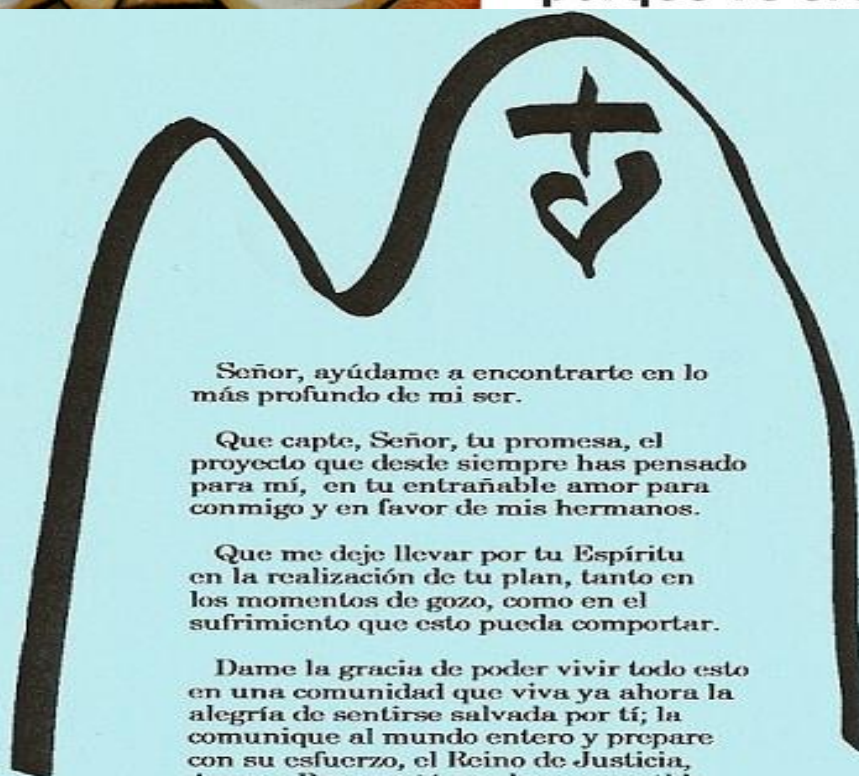 Señor, ayúdame a encontrarte en lo
más profundo de mi ser.
Que capte, Señor, tu promesa, el
proyecto que desde siempre has pensado
para mí, en tu entrañable amor para
conmigo y en favor de mis hermanos.
Que me deje llevar por tu Espíritu
en la realización de tu plan, tanto en
los momentos de gozo, como en el
sufrimiento que esto pueda comportar.
Dame la gracia de poder vivir todo esto
en una comunidad que viva ya ahora la
alegría de sentirse salvada por tí; la
comunique al mundo entero y prepare
con su esfuerzo, el Reino de Justicia,